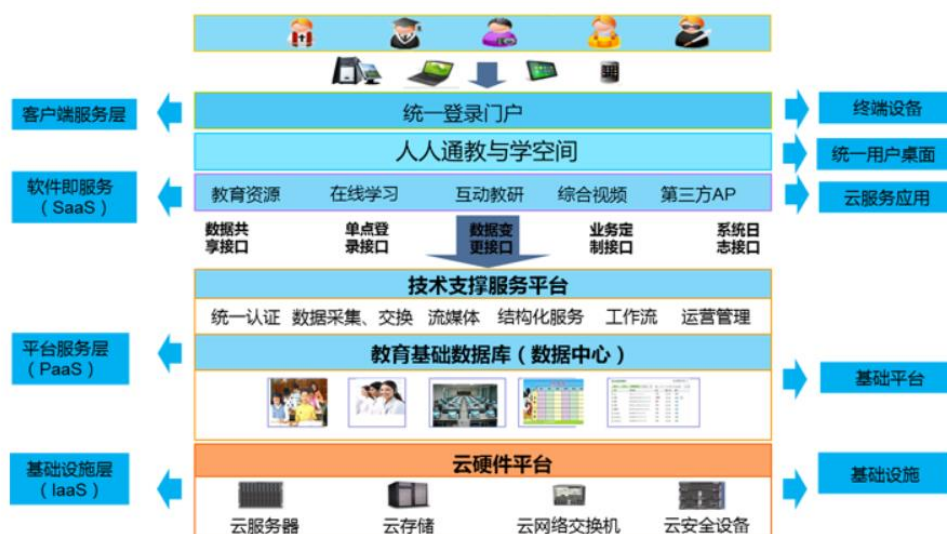 客户端服务层
统一登录门户
终端设备
人人通教与学空间
统一用户桌面
软件即服务
（SaaS）
教育资源 在线学习 互动教研 综合视频 第三方AP
云服务应用
数据共
享接口
单点登
录接口
数据变
更接口
业务定
制接口
系统日
志接口
技术支撑服务平台
统一认证 数据采集、交换 流媒体 结构化服务 工作流 运营管理
平台服务层
（PaaS）
教育基础数据库（数据中心）
基础平台
基础设施层
（IaaS）
云硬件平台
基础设施
云服务器 云存储 云网络交换机 云安全设备